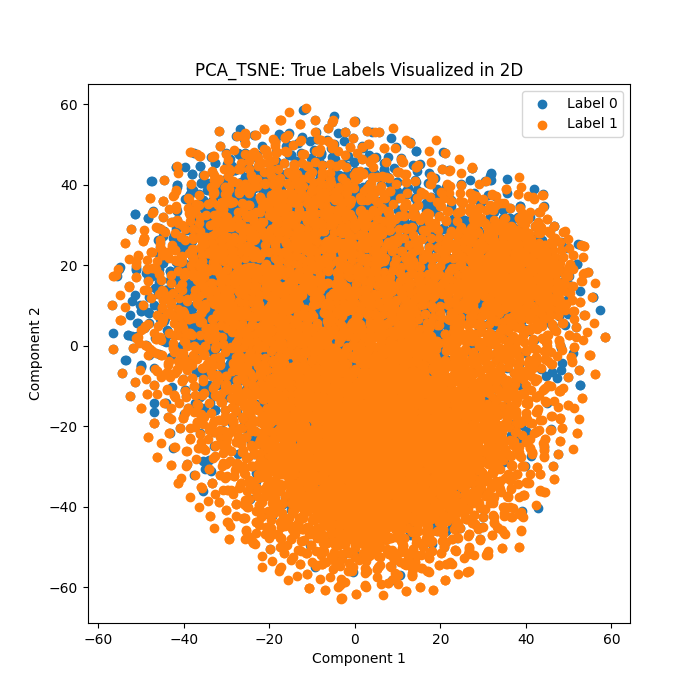 PCA_TSNE: True Labels Visualized in 2D
Label 0
Label 1
60
40
20
0
−20
−40
−60
Component 2
−60
−40
−20
0
20
40
60
Component 1